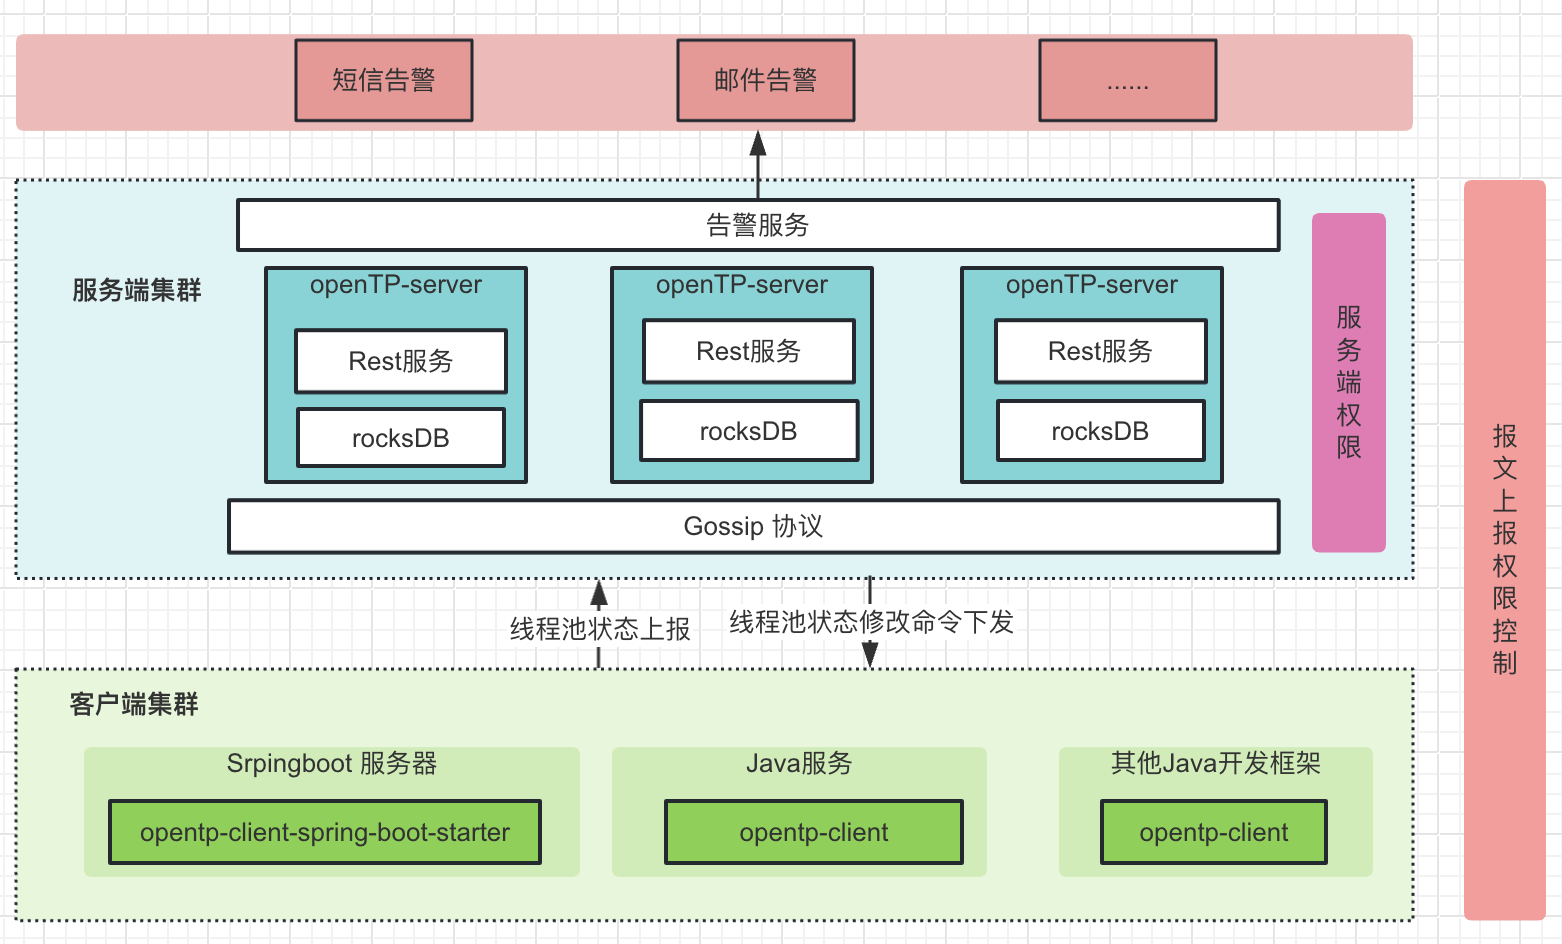 短信告警
邮件告警
......
告警服务
服务端集群
openTP-server
Rest服务
rocksDB
openTP-server
Rest服务
rocksDB
openTP-server
Rest服务
rocksDB
Gossip 协议
服务端权限
报文上报权限控制
线程池状态上报
线程池状态修改命令下发
客户端集群
Srpingboot 服务器
opentp-client-spring-boot-starter
Java服务
opentp-client
其他Java开发框架
opentp-client